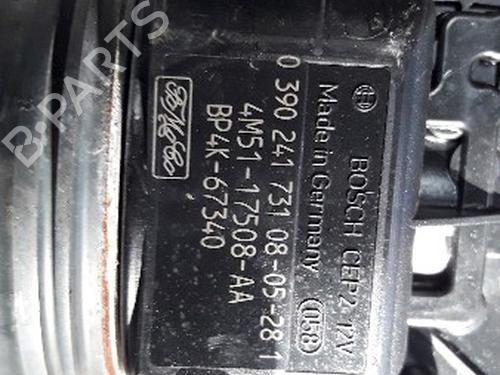 BOSCH CEP2 12V
Made in Germany 058
0 390 241 731 08-05-28 1
4M51-17508-AA
BP4K-67340
B-PARTS